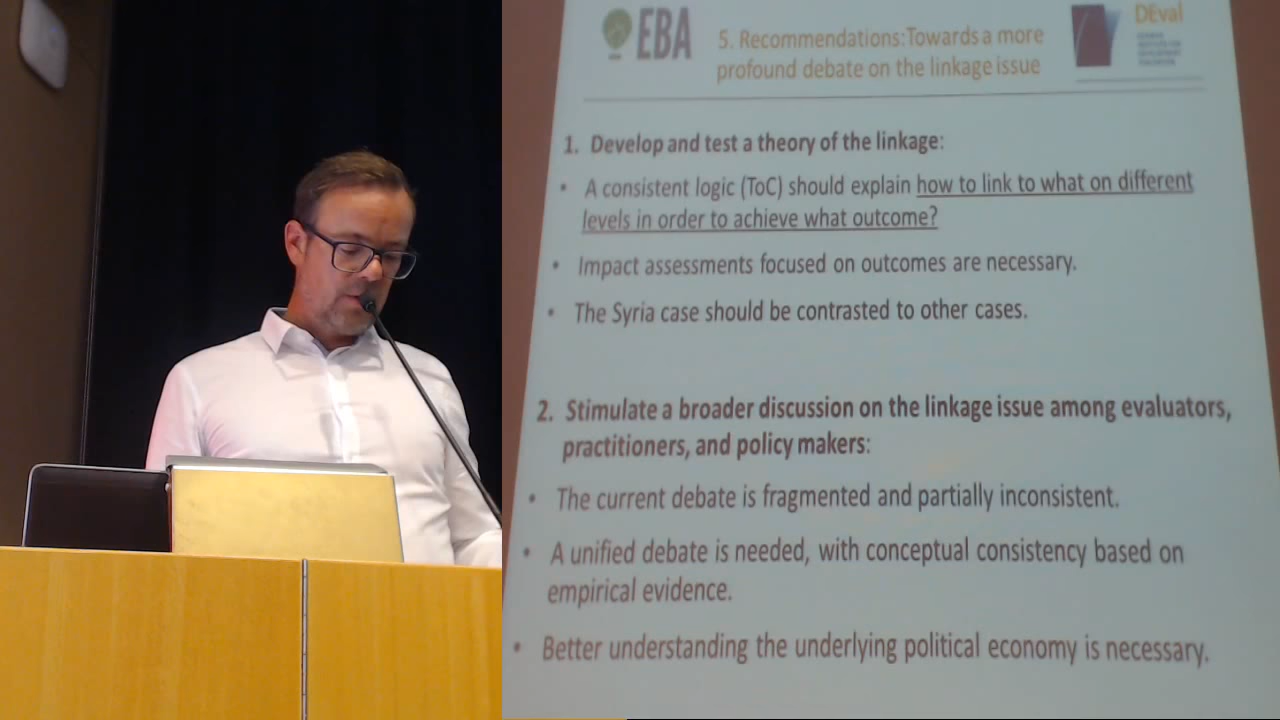 EBA
5. Recommendations:Towards a more
profound debate on the linkage issue
DEval
1. Develop and test a theory of the linkage:
• A consistent logic (ToC) should explain how to link to what on different
levels in order to achieve what outcome?
• Impact assessments focused on outcomes are necessary.
• The Syria case should be contrasted to other cases.
2. Stimulate a broader discussion on the linkage issue among evaluators,
practitioners, and policy makers:
• The current debate is fragmented and partially inconsistent.
• A unified debate is needed, with conceptual consistency based on
empirical evidence.
• Better understanding the underlying political economy is necessary.